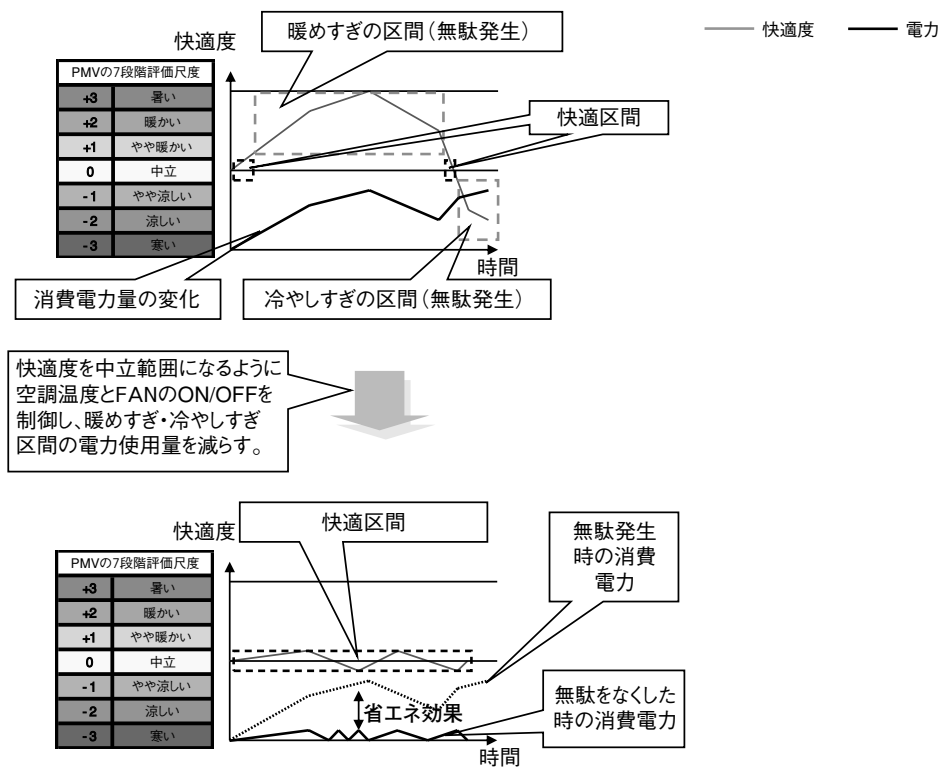 暖めすぎの区間（無駄発生）
快適度
電力
快適度
PMVの7段階評価尺度
+3 暑い
+2 暖かい
+1 やや暖かい
0 中立
-1 やや涼しい
-2 涼しい
-3 寒い
快適区間
時間
消費電力量の変化
冷やしすぎの区間（無駄発生）
快適度を中立範囲になるように
空調温度とFANのON/OFFを
制御し、暖めすぎ・冷やしすぎ
区間の電力使用量を減らす。
快適度
快適区間
無駄発生
時の消費
電力
PMVの7段階評価尺度
+3 暑い
+2 暖かい
+1 やや暖かい
0 中立
-1 やや涼しい
-2 涼しい
-3 寒い
省エネ効果
無駄をなくした
時の消費電力
時間